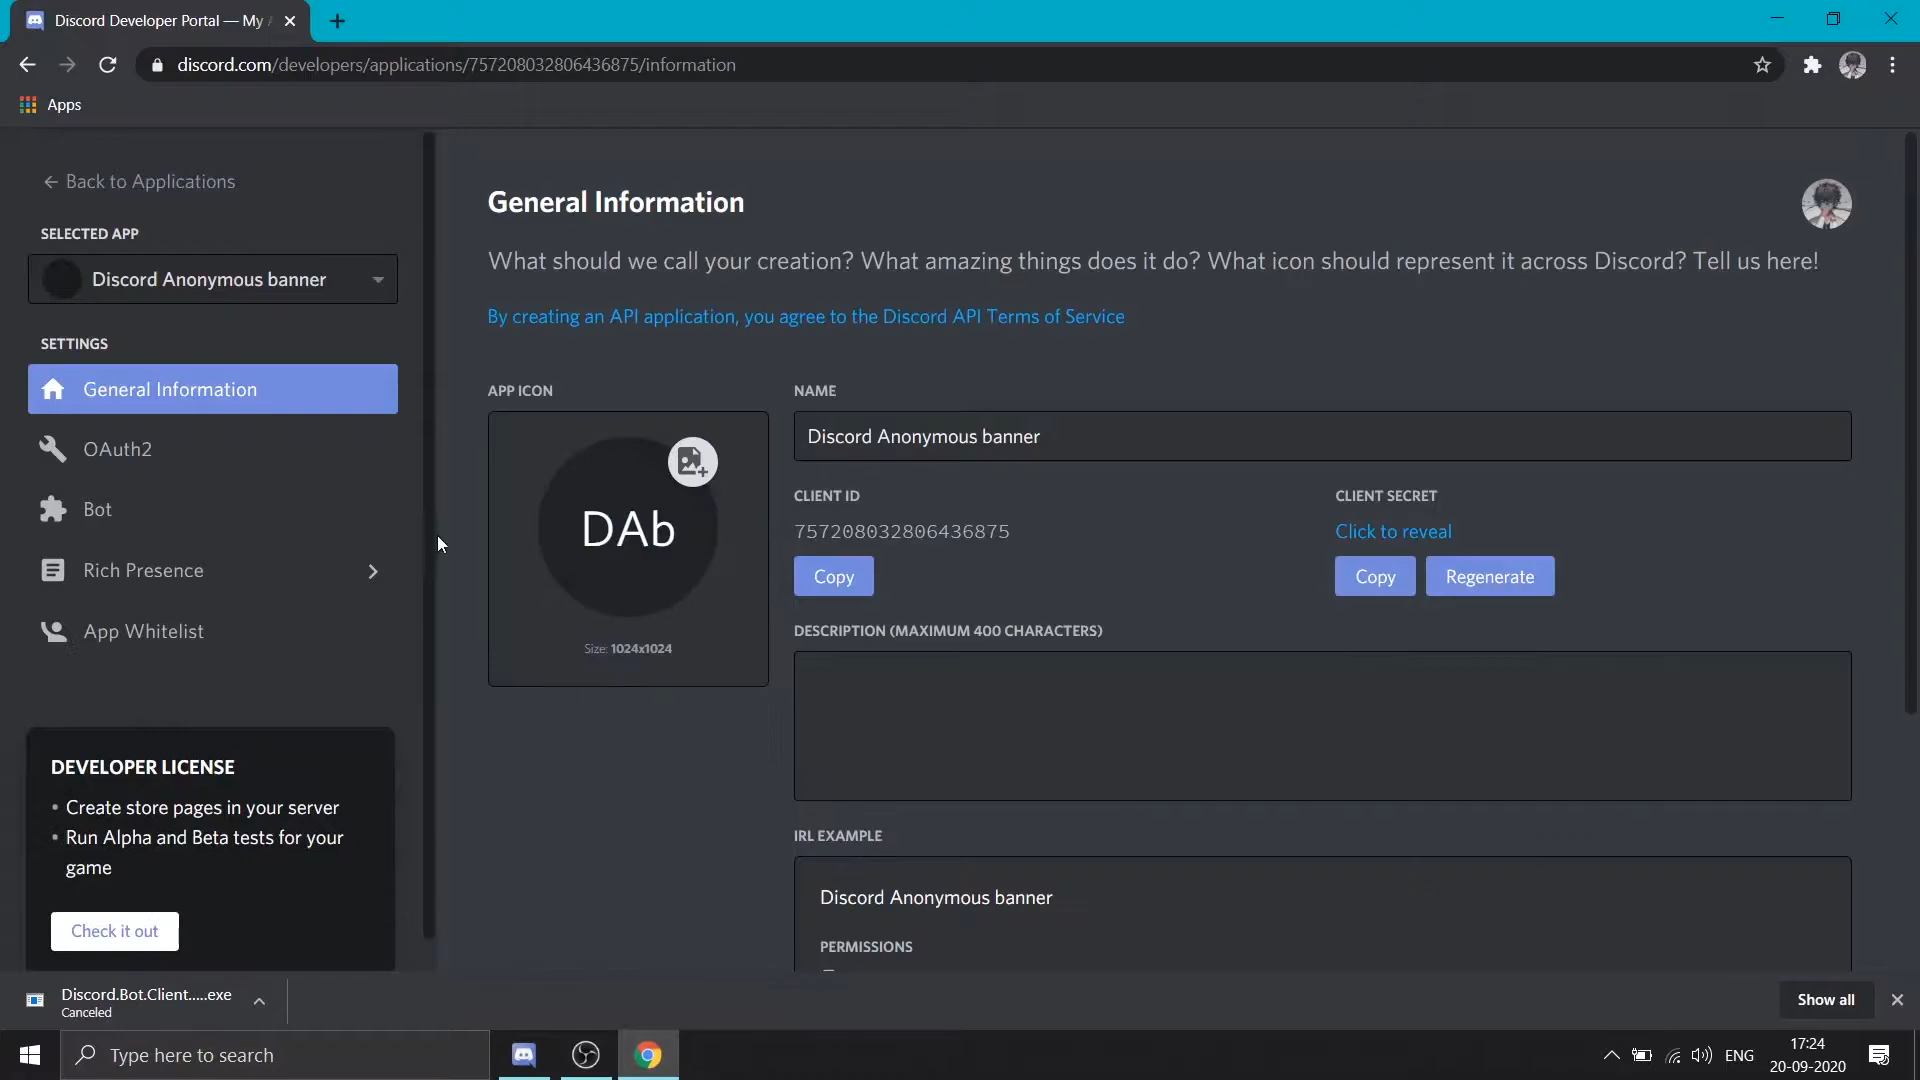 Discord Developer Portal — My
discord.com/developers/applications/757208032806436875/information
Apps
← Back to Applications
SELECTED APP
Discord Anonymous banner
SETTINGS
General Information
OAuth2
Bot
Rich Presence
App Whitelist
DEVELOPER LICENSE
• Create store pages in your server
• Run Alpha and Beta tests for your
game
Check it out
General Information
What should we call your creation? What amazing things does it do? What icon should represent it across Discord? Tell us here!
By creating an API application, you agree to the Discord API Terms of Service
APP ICON
DAb
Size: 1024x1024
NAME
Discord Anonymous banner
CLIENT ID
757208032806436875
Copy
CLIENT SECRET
Click to reveal
Copy Regenerate
DESCRIPTION (MAXIMUM 400 CHARACTERS)
IRL EXAMPLE
Discord Anonymous banner
PERMISSIONS
Discord.Bot.Client.....exe
Canceled
Show all
Type here to search
ENG
17:24
20-09-2020